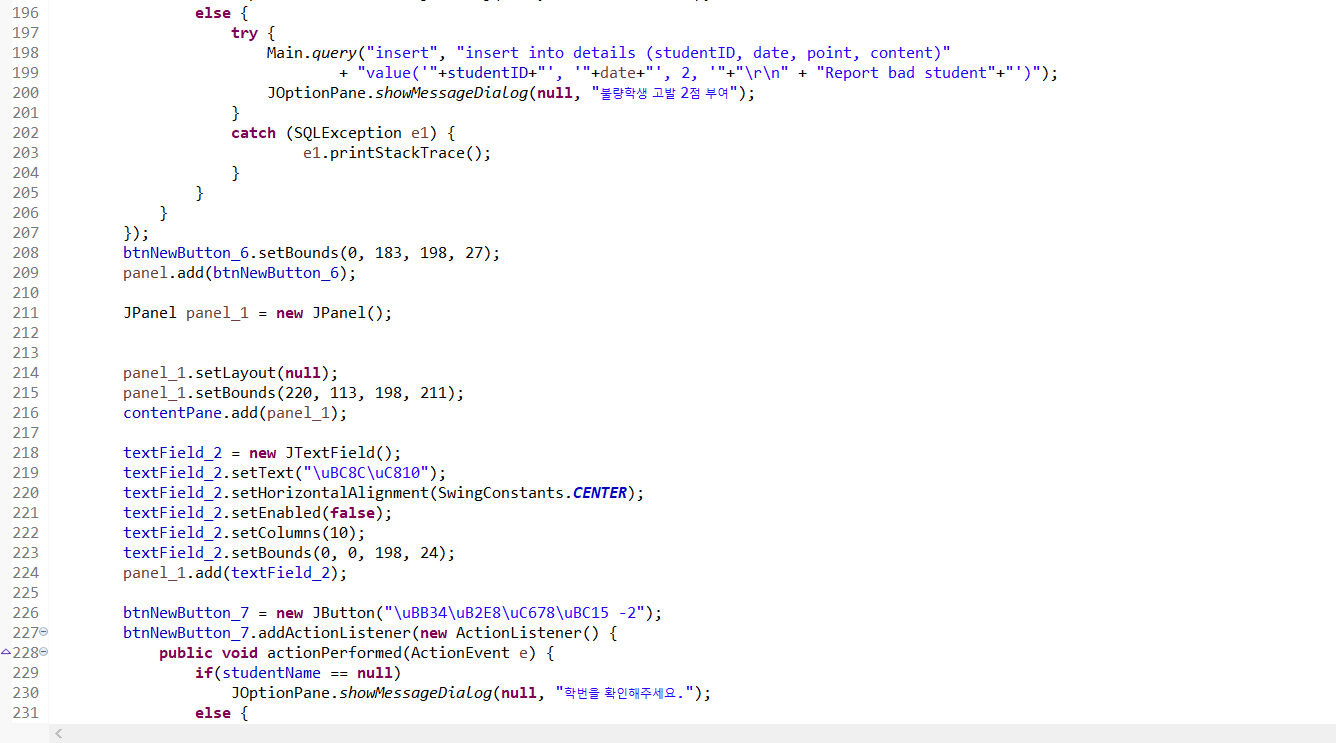 196 else {
197 try {
198 Main.query("insert", "insert into details (studentID, date, point, content)"
199 + "value('"+studentID+"', '"+date+"', 2, '"+"\r\n" + "Report bad student"+"')");
200 JOptionPane.showMessageDialog(null, "불량학생 고발 2점 부여");
201 }
202 catch (SQLException e1) {
203 e1.printStackTrace();
204 }
205 }
206 }
207 });
208 btnNewButton_6.setBounds(0, 183, 198, 27);
209 panel.add(btnNewButton_6);
210
211 JPanel panel_1 = new JPanel();
212
213
214 panel_1.setLayout(null);
215 panel_1.setBounds(220, 113, 198, 211);
216 contentPane.add(panel_1);
217
218 textField_2 = new JTextField();
219 textField_2.setText("\uBC8C\uC810");
220 textField_2.setHorizontalAlignment(SwingConstants.CENTER);
221 textField_2.setEnabled(false);
222 textField_2.setColumns(10);
223 textField_2.setBounds(0, 0, 198, 24);
224 panel_1.add(textField_2);
225
226 btnNewButton_7 = new JButton("\uBB34\uB2E8\uC678\uBC15 -2");
227 btnNewButton_7.addActionListener(new ActionListener() {
228 public void actionPerformed(ActionEvent e) {
229 if(studentName == null)
230 JOptionPane.showMessageDialog(null, "학번을 확인해주세요.");
231 else {